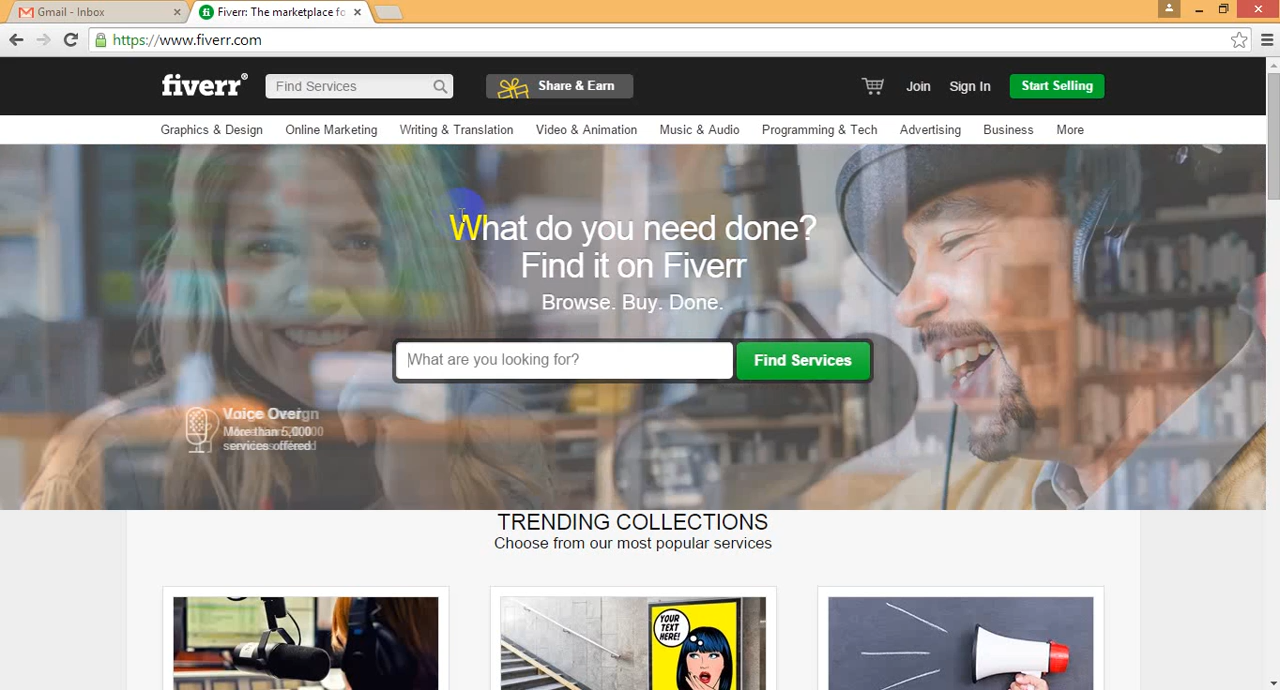 Gmail - Inbox
Fiverr: The marketplace fo
https://www.fiverr.com
fiverr®
Find Services
Share & Earn
Join
Sign In
Start Selling
Graphics & Design
Online Marketing
Writing & Translation
Video & Animation
Music & Audio
Programming & Tech
Advertising
Business
More
What do you need done?
Find it on Fiverr
Browse. Buy. Done.
What are you looking for?
Find Services
Voice Over
More than 5,000
services offered
TRENDING COLLECTIONS
Choose from our most popular services
YOUR
TEXT
HERE!